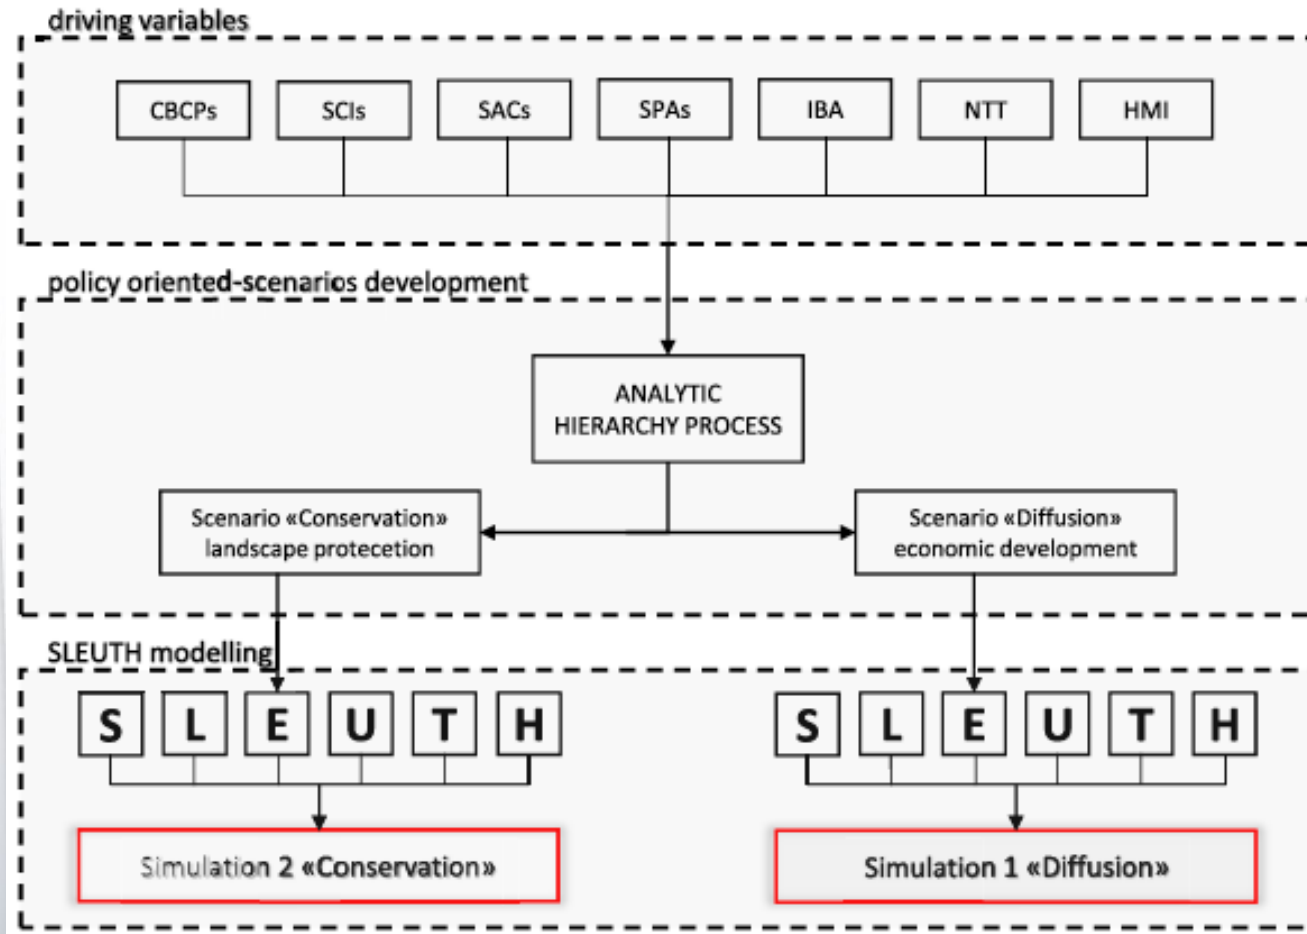 driving variables
CBCPs SCIs SACs SPAs IBA NTT HMI
policy oriented-scenarios development
ANALYTIC
HIERARCHY PROCESS
Scenario «Conservation»
landscape protecetion
Scenario «Diffusion»
economic development
SLEUTH modelling
S L E U T H
S L E U T H
Simulation 2 «Conservation»
Simulation 1 «Diffusion»